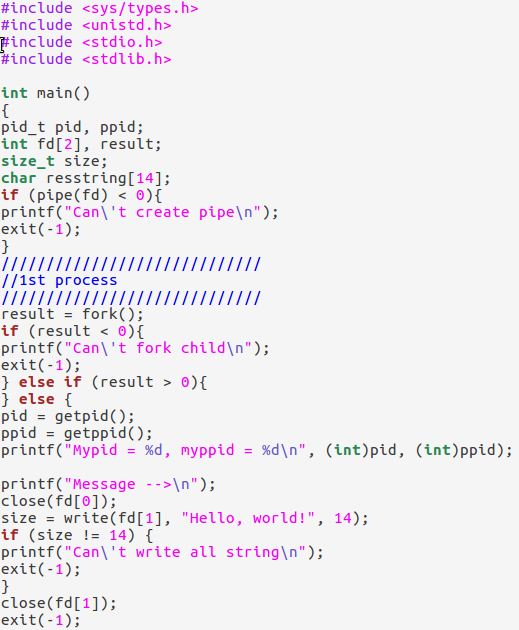 #include <sys/types.h>
#include <unistd.h>
#include <stdio.h>
#include <stdlib.h>
int main()
{
pid_t pid, ppid;
int fd[2], result;
size_t size;
char resstring[14];
if (pipe(fd) < 0){
printf("Can\'t create pipe\n");
exit(-1);
}
/////////////////////////////
//1st process
/////////////////////////////
result = fork();
if (result < 0){
printf("Can\'t fork child\n");
exit(-1);
} else if (result > 0){
} else {
pid = getpid();
ppid = getppid();
printf("Mypid = %d, myppid = %d\n", (int)pid, (int)ppid);
printf("Message -->\n");
close(fd[0]);
size = write(fd[1], "Hello, world!", 14);
if (size != 14) {
printf("Can\'t write all string\n");
exit(-1);
}
close(fd[1]);
exit(-1);